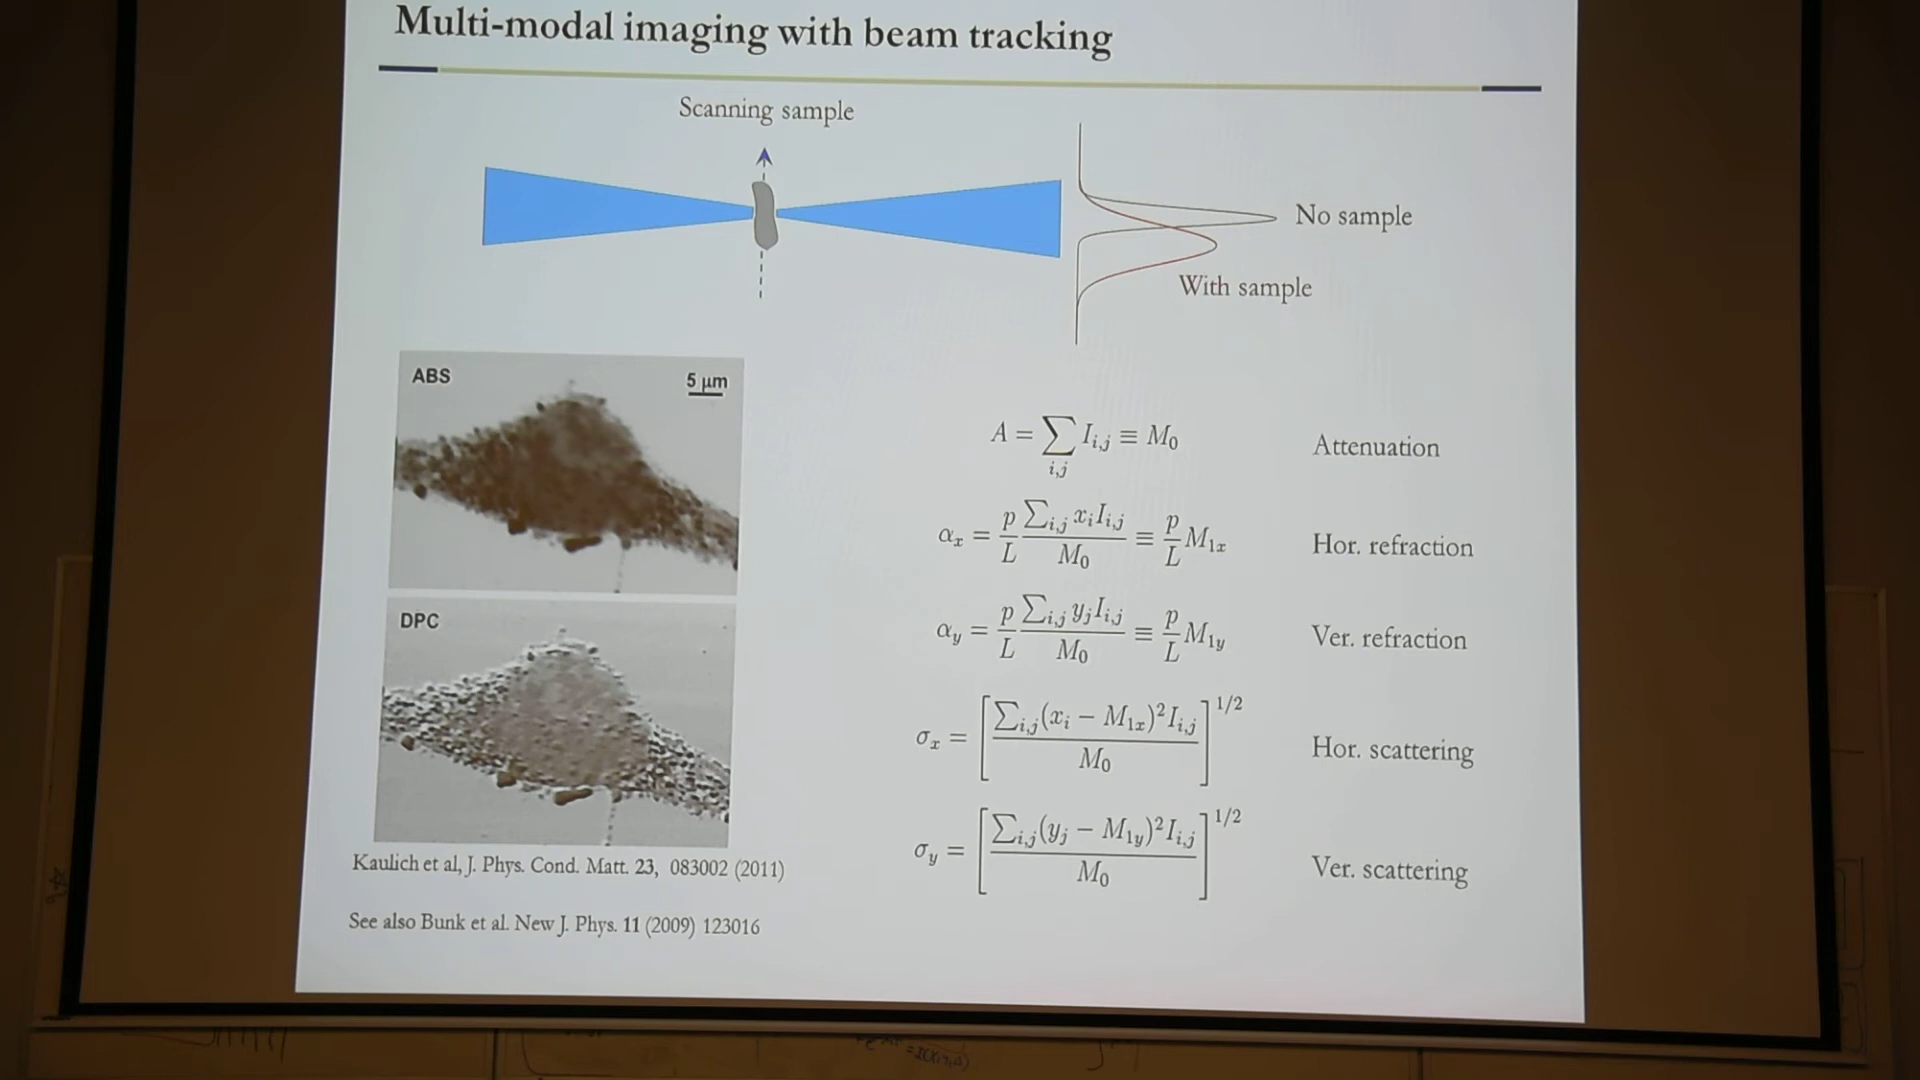 Multi-modal imaging with beam tracking
Scanning sample
No sample
With sample
ABS
5 µm
DPC
Kaulich et al, J. Phys. Cond. Matt. 23, 083002 (2011)
See also Bunk et al. New J. Phys. 11 (2009) 123016
A = ∑_{i,j} I_{i,j} ≡ M_0 Attenuation
α_x = p/L ∑_{i,j} x_i I_{i,j} / M_0 ≡ p/L M_{1x} Hor. refraction
α_y = p/L ∑_{i,j} y_j I_{i,j} / M_0 ≡ p/L M_{1y} Ver. refraction
σ_x = [∑_{i,j} (x_i − M_{1x})^2 I_{i,j} / M_0]^{1/2} Hor. scattering
σ_y = [∑_{i,j} (y_j − M_{1y})^2 I_{i,j} / M_0]^{1/2} Ver. scattering